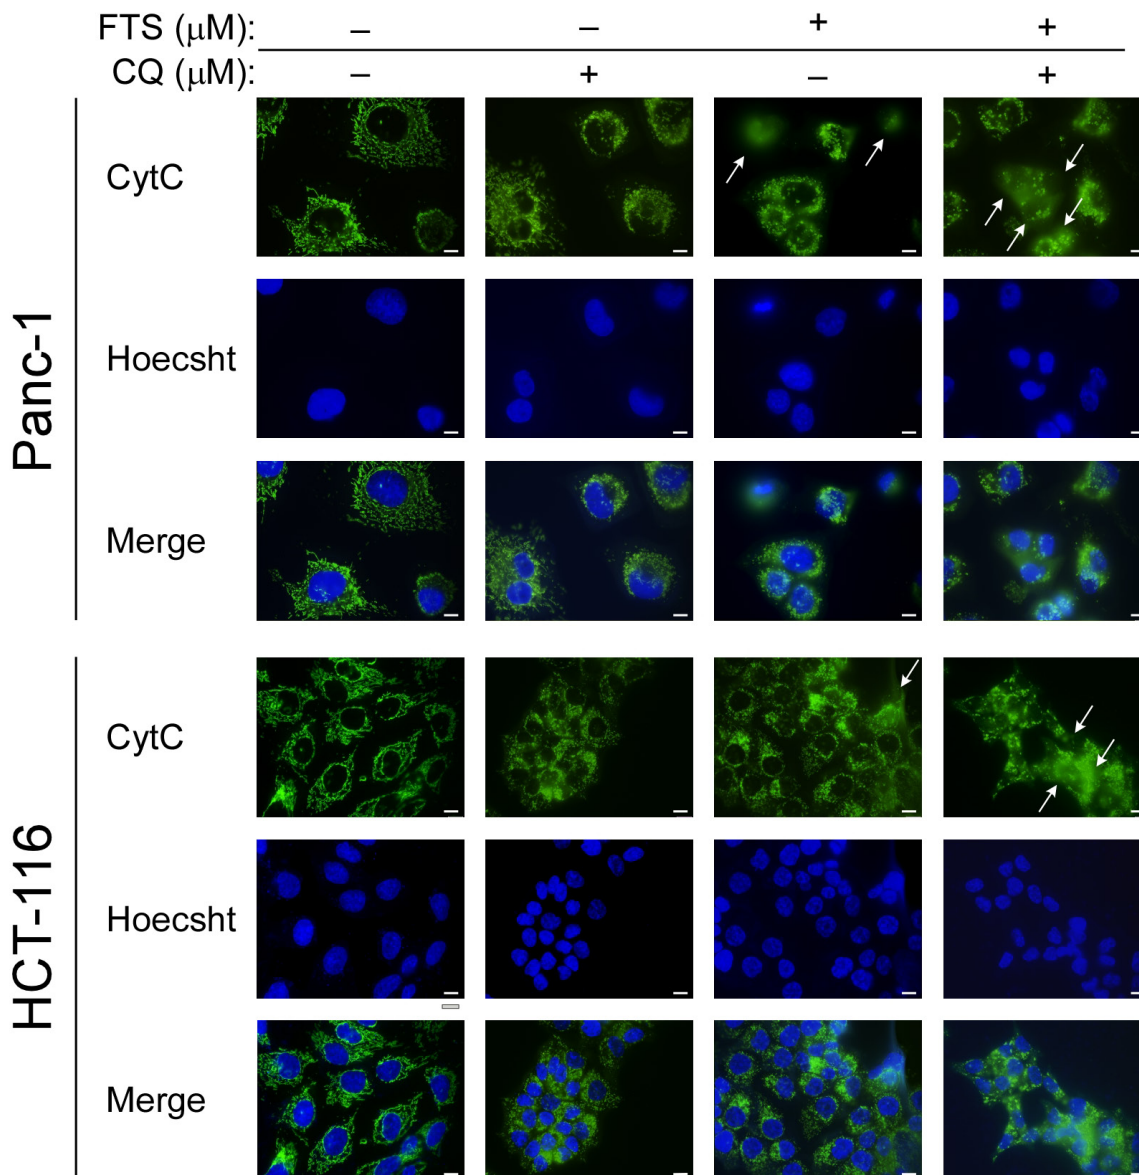 FTS (μM): – – + +
CQ (μM): – + – +
Panc-1
CytC
Hoecsht
Merge
HCT-116
CytC
Hoecsht
Merge